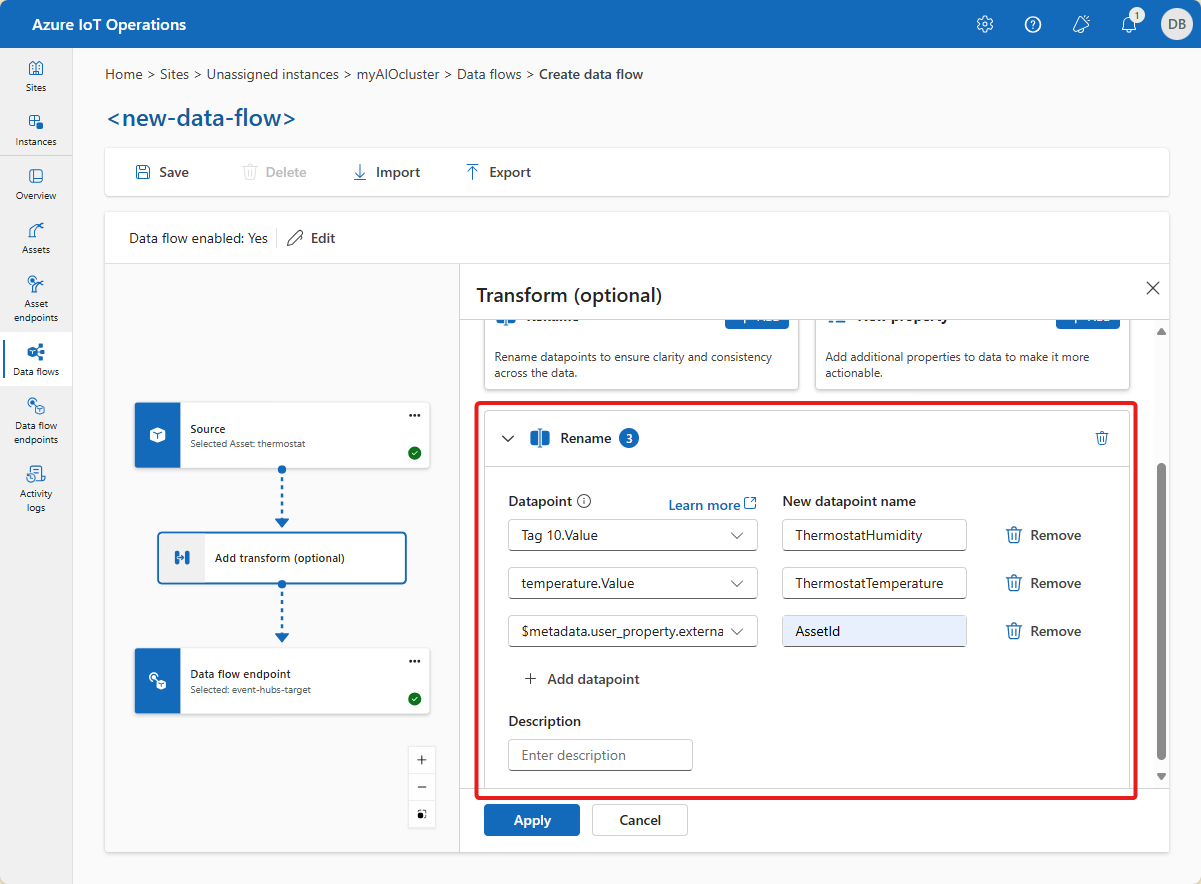 Azure IoT Operations
1
DB
Sites
Instances
Overview
Assets
Asset
endpoints
Data flows
Data flow
endpoints
Activity
logs
Home > Sites > Unassigned instances > myAIOcluster > Data flows > Create data flow
<new-data-flow>
Save
Delete
Import
Export
Data flow enabled: Yes
Edit
Source
Selected Asset: thermostat
Add transform (optional)
Data flow endpoint
Selected: event-hubs-target
Transform (optional)
Rename
Add
New property
Add
Rename datapoints to ensure clarity and consistency
across the data.
Add additional properties to data to make it more
actionable.
Rename 3
Datapoint
Learn more
New datapoint name
Tag 10.Value
ThermostatHumidity
Remove
temperature.Value
ThermostatTemperature
Remove
$metadata.user_property.externa
AssetId
Remove
+ Add datapoint
Description
Enter description
Apply
Cancel